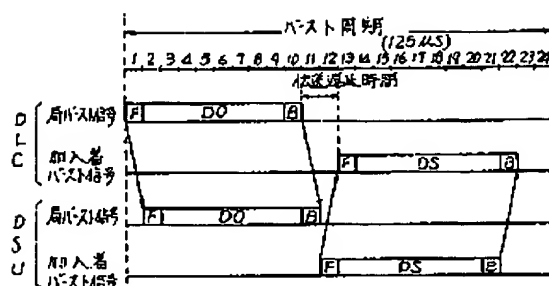 バースト周期
(125μS)
1 2 3 4 5 6 7 8 9 10 11 12 13 14 15 16 17 18 19 20 21 22 23 24
伝送遅延時間
DLC
局バースト信号
F DO B
加入者
バースト信号
F DS B
DSU
局バースト信号
F DO B
加入者
バースト信号
F DS B